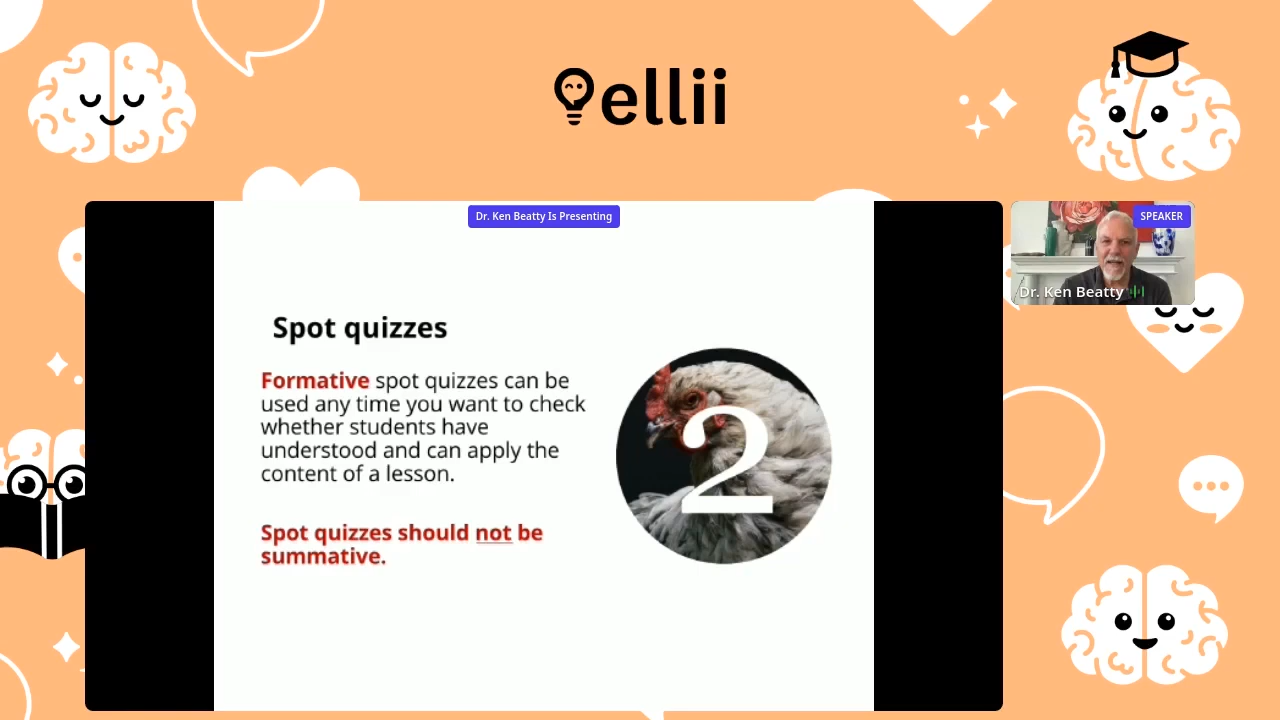 ellii
Dr. Ken Beatty Is Presenting
SPEAKER
Dr. Ken Beatty
Spot quizzes
Formative spot quizzes can be
used any time you want to check
whether students have
understood and can apply the
content of a lesson.
Spot quizzes should not be
summative.
2